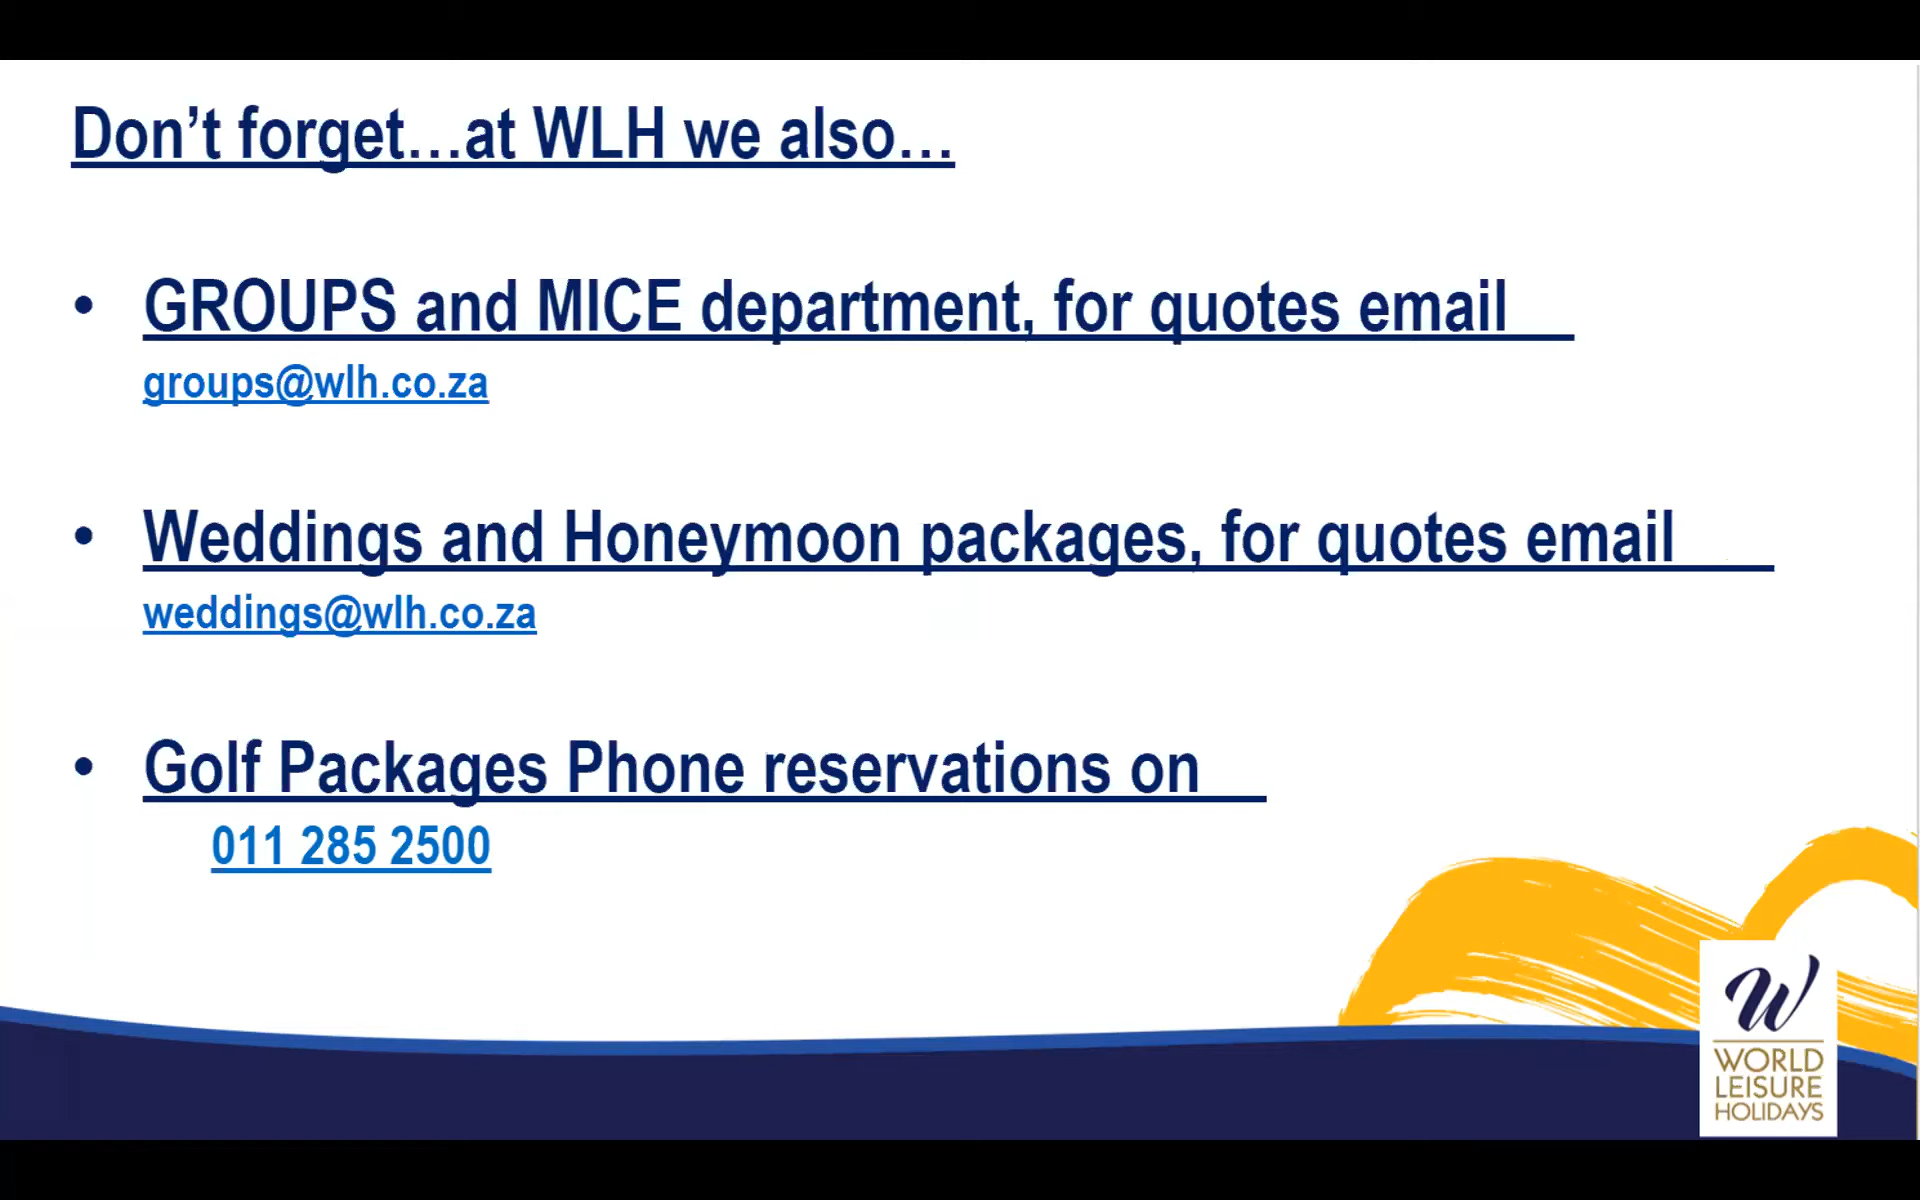 Don’t forget…at WLH we also…
• GROUPS and MICE department, for quotes email
groups@wlh.co.za
• Weddings and Honeymoon packages, for quotes email
weddings@wlh.co.za
• Golf Packages Phone reservations on
011 285 2500
W
WORLD
LEISURE
HOLIDAYS